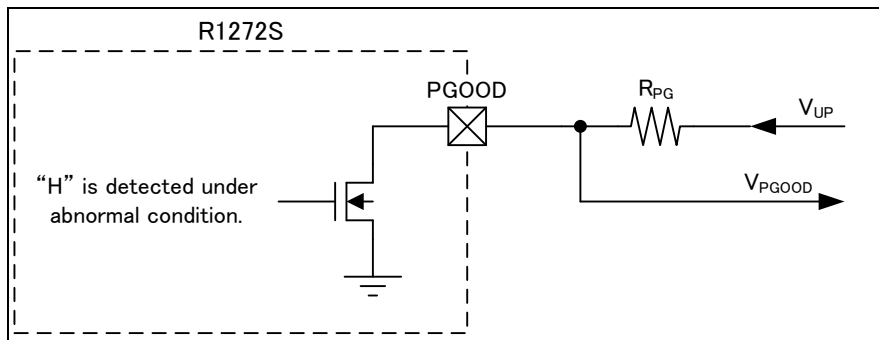 R1272S
PGOOD
RPG
VUP
“H” is detected under
abnormal condition.
VPGOOD